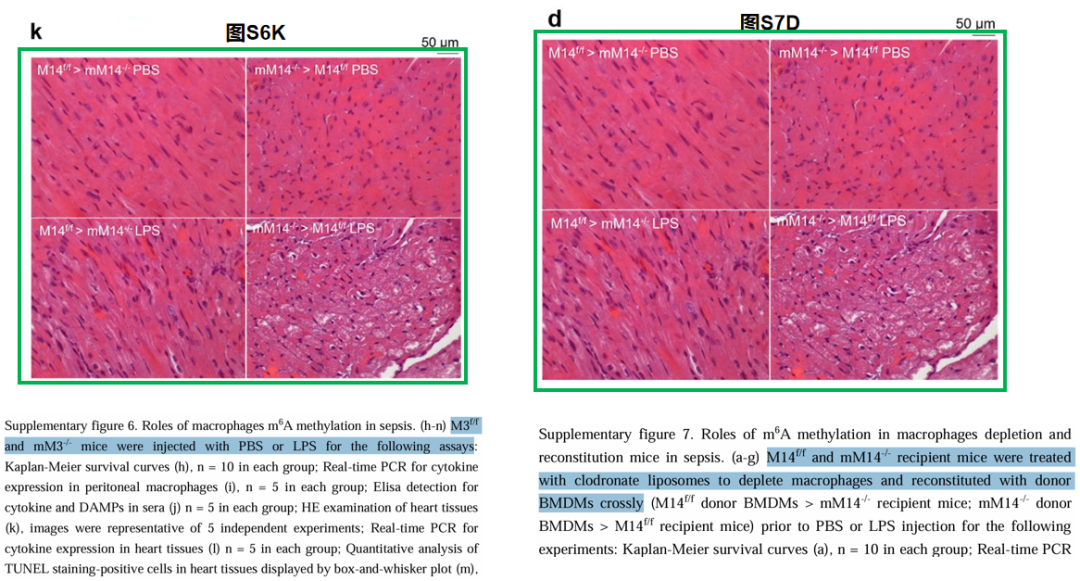 k
图S6K
50 µm
M14f/f > mM14-/- PBS
mM14-/- > M14f/f PBS
M14f/f > mM14-/- LPS
mM14-/- > M14f/f LPS
Supplementary figure 6. Roles of macrophages m⁶A methylation in sepsis. (h-n) M3f/f
and mM3-/- mice were injected with PBS or LPS for the following assays:
Kaplan-Meier survival curves (h), n = 10 in each group; Real-time PCR for cytokine
expression in peritoneal macrophages (i), n = 5 in each group; Elisa detection for
cytokine and DAMPs in sera (j) n = 5 in each group; HE examination of heart tissues
(k), images were representative of 5 independent experiments; Real-time PCR for
cytokine expression in heart tissues (l) n = 5 in each group; Quantitative analysis of
TUNEL staining-positive cells in heart tissues displayed by box-and-whisker plot (m),
d
图S7D
50 µm
M14f/f > mM14-/- PBS
mM14-/- > M14f/f PBS
M14f/f > mM14-/- LPS
mM14-/- > M14f/f LPS
Supplementary figure 7. Roles of m⁶A methylation in macrophages depletion and
reconstitution mice in sepsis. (a-g) M14f/f and mM14-/- recipient mice were treated
with clodronate liposomes to deplete macrophages and reconstituted with donor
BMDMs crossly (M14f/f donor BMDMs > mM14-/- recipient mice; mM14-/- donor
BMDMs > M14f/f recipient mice) prior to PBS or LPS injection for the following
experiments: Kaplan-Meier survival curves (a), n = 10 in each group; Real-time PCR